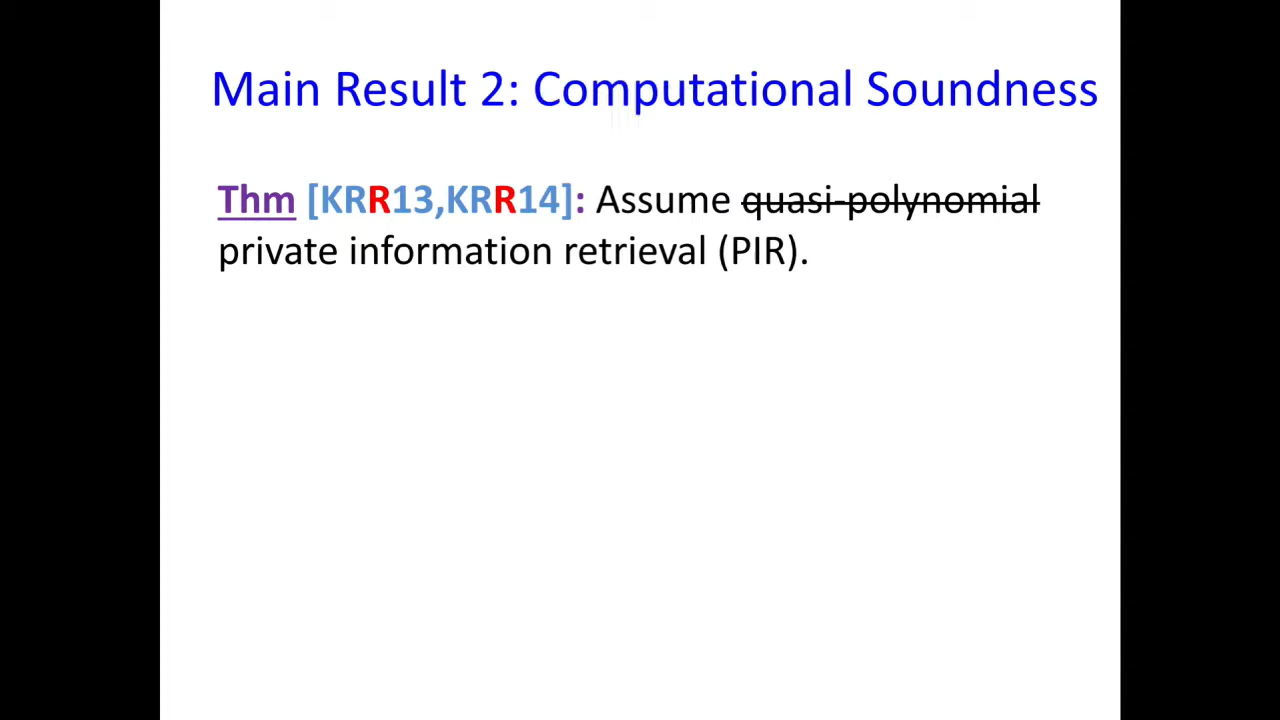 Main Result 2: Computational Soundness
Thm [KRR13,KRR14]: Assume quasi-polynomial
private information retrieval (PIR).